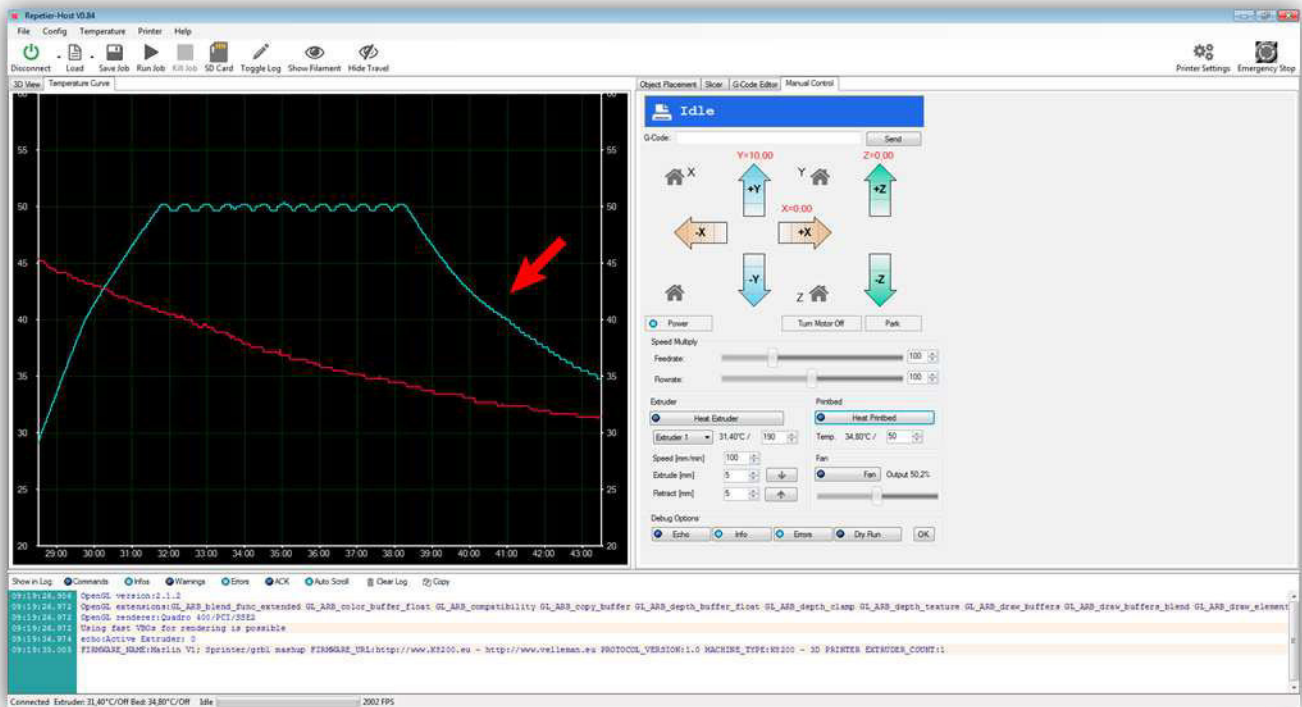 Repetier-Host V0.84
File Config Temperature Printer Help
Disconnect Load Save Job Run Job Kill Job SD Card Toggle Log Show Filament Hide Travel Printer Settings Emergency Stop
3D View Temperature Curve Object Placement Slicer G-Code Editor Manual Control
60 60
55 55
50 50
45 45
40 40
35 35
30 30
25 25
20 20
29:00 30:00 31:00 32:00 33:00 34:00 35:00 36:00 37:00 38:00 39:00 40:00 41:00 42:00 43:00
Idle
G-Code: Send
Y=10,00 Z=0,00
X +Y Y +Z
X=0,00
-X +X
-Y Z -Z
Power Turn Motor Off Park
Speed Multiply
Feedrate: 100
Flowrate: 100
Extruder Printbed
Heat Extruder Heat Printbed
Extruder 1 31,40°C / 190 Temp. 34,80°C / 50
Speed [mm/min] 100 Fan
Extrude [mm] 5 Fan Output 50,2%
Retract [mm] 5
Debug Options
Echo Info Errors Dry Run OK
Show in Log: Commands Infos Warnings Errors ACK Auto Scroll Clear Log Copy
OpenGL version:2.1.2
09:19:26.972 OpenGL extensions:GL_ARB_blend_func_extended GL_ARB_color_buffer_float GL_ARB_compatibility GL_ARB_copy_buffer GL_ARB_depth_buffer_float GL_ARB_depth_clamp GL_ARB_depth_texture GL_ARB_draw_buffers GL_ARB_draw_buffers_blend GL_ARB_draw_element
09:19:26.972 OpenGL renderer:Quadro 400/PCI/SSE2
09:19:26.972 Using fast VBOs for rendering is possible
echo:Active Extruder: 0
FIRMWARE_NAME:Marlin V1; Sprinter/grbl mashup FIRMWARE_URL:http://www.K8200.eu - http://www.velleman.eu PROTOCOL_VERSION:1.0 MACHINE_TYPE:K8200 - 3D PRINTER EXTRUDER_COUNT:1
Connected Extruder: 31,40°C/Off Bed: 34,80°C/Off Idle 2002 FPS